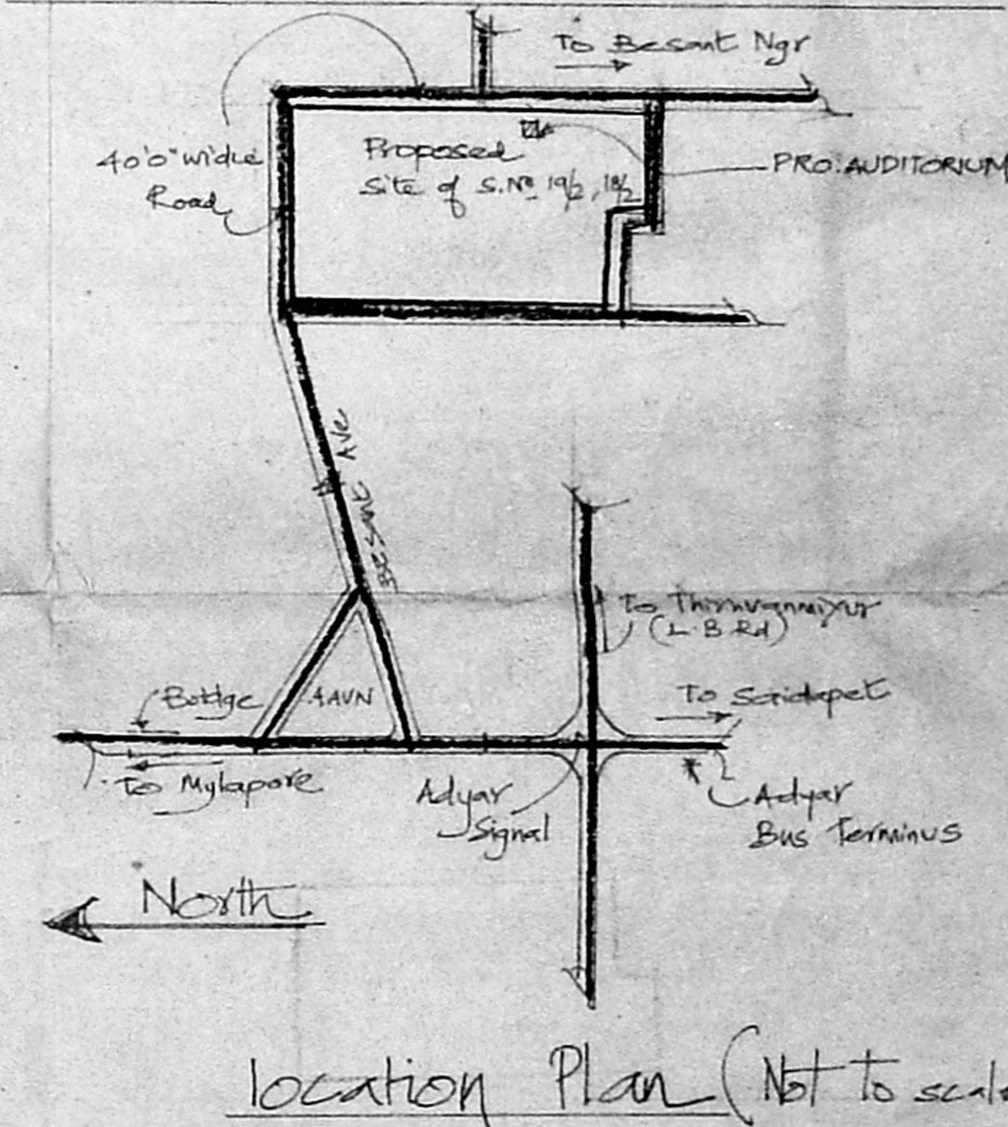 To Besant Ngr
40'0" wide
Road
Proposed
Site of S.No 19/2, 18/2
PRO: AUDITORIUM
BESANT AVE
To Thiruvanmiyur
(L.B Rd)
Bridge
AAVN
To Saidapet
To Mylapore
Adyar
Signal
Adyar
Bus Terminus
North
location Plan (Not to scale